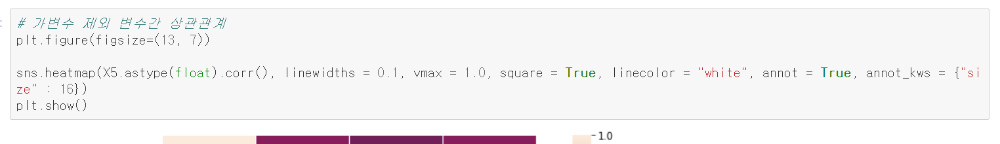 :
# 가변수 제외 변수간 상관관계
plt.figure(figsize=(13, 7))
sns.heatmap(X5.astype(float).corr(), linewidths = 0.1, vmax = 1.0, square = True, linecolor = "white", annot = True, annot_kws = {"si
ze" : 16})
plt.show()
1.0